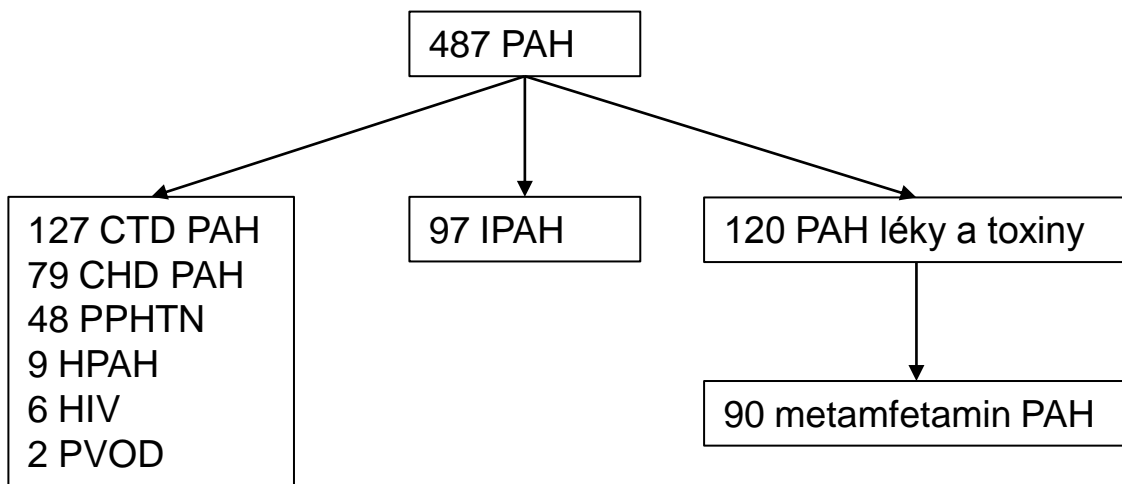 487 PAH
127 CTD PAH
79 CHD PAH
48 PPHTN
9 HPAH
6 HIV
2 PVOD
97 IPAH
120 PAH léky a toxiny
90 metamfetamin PAH